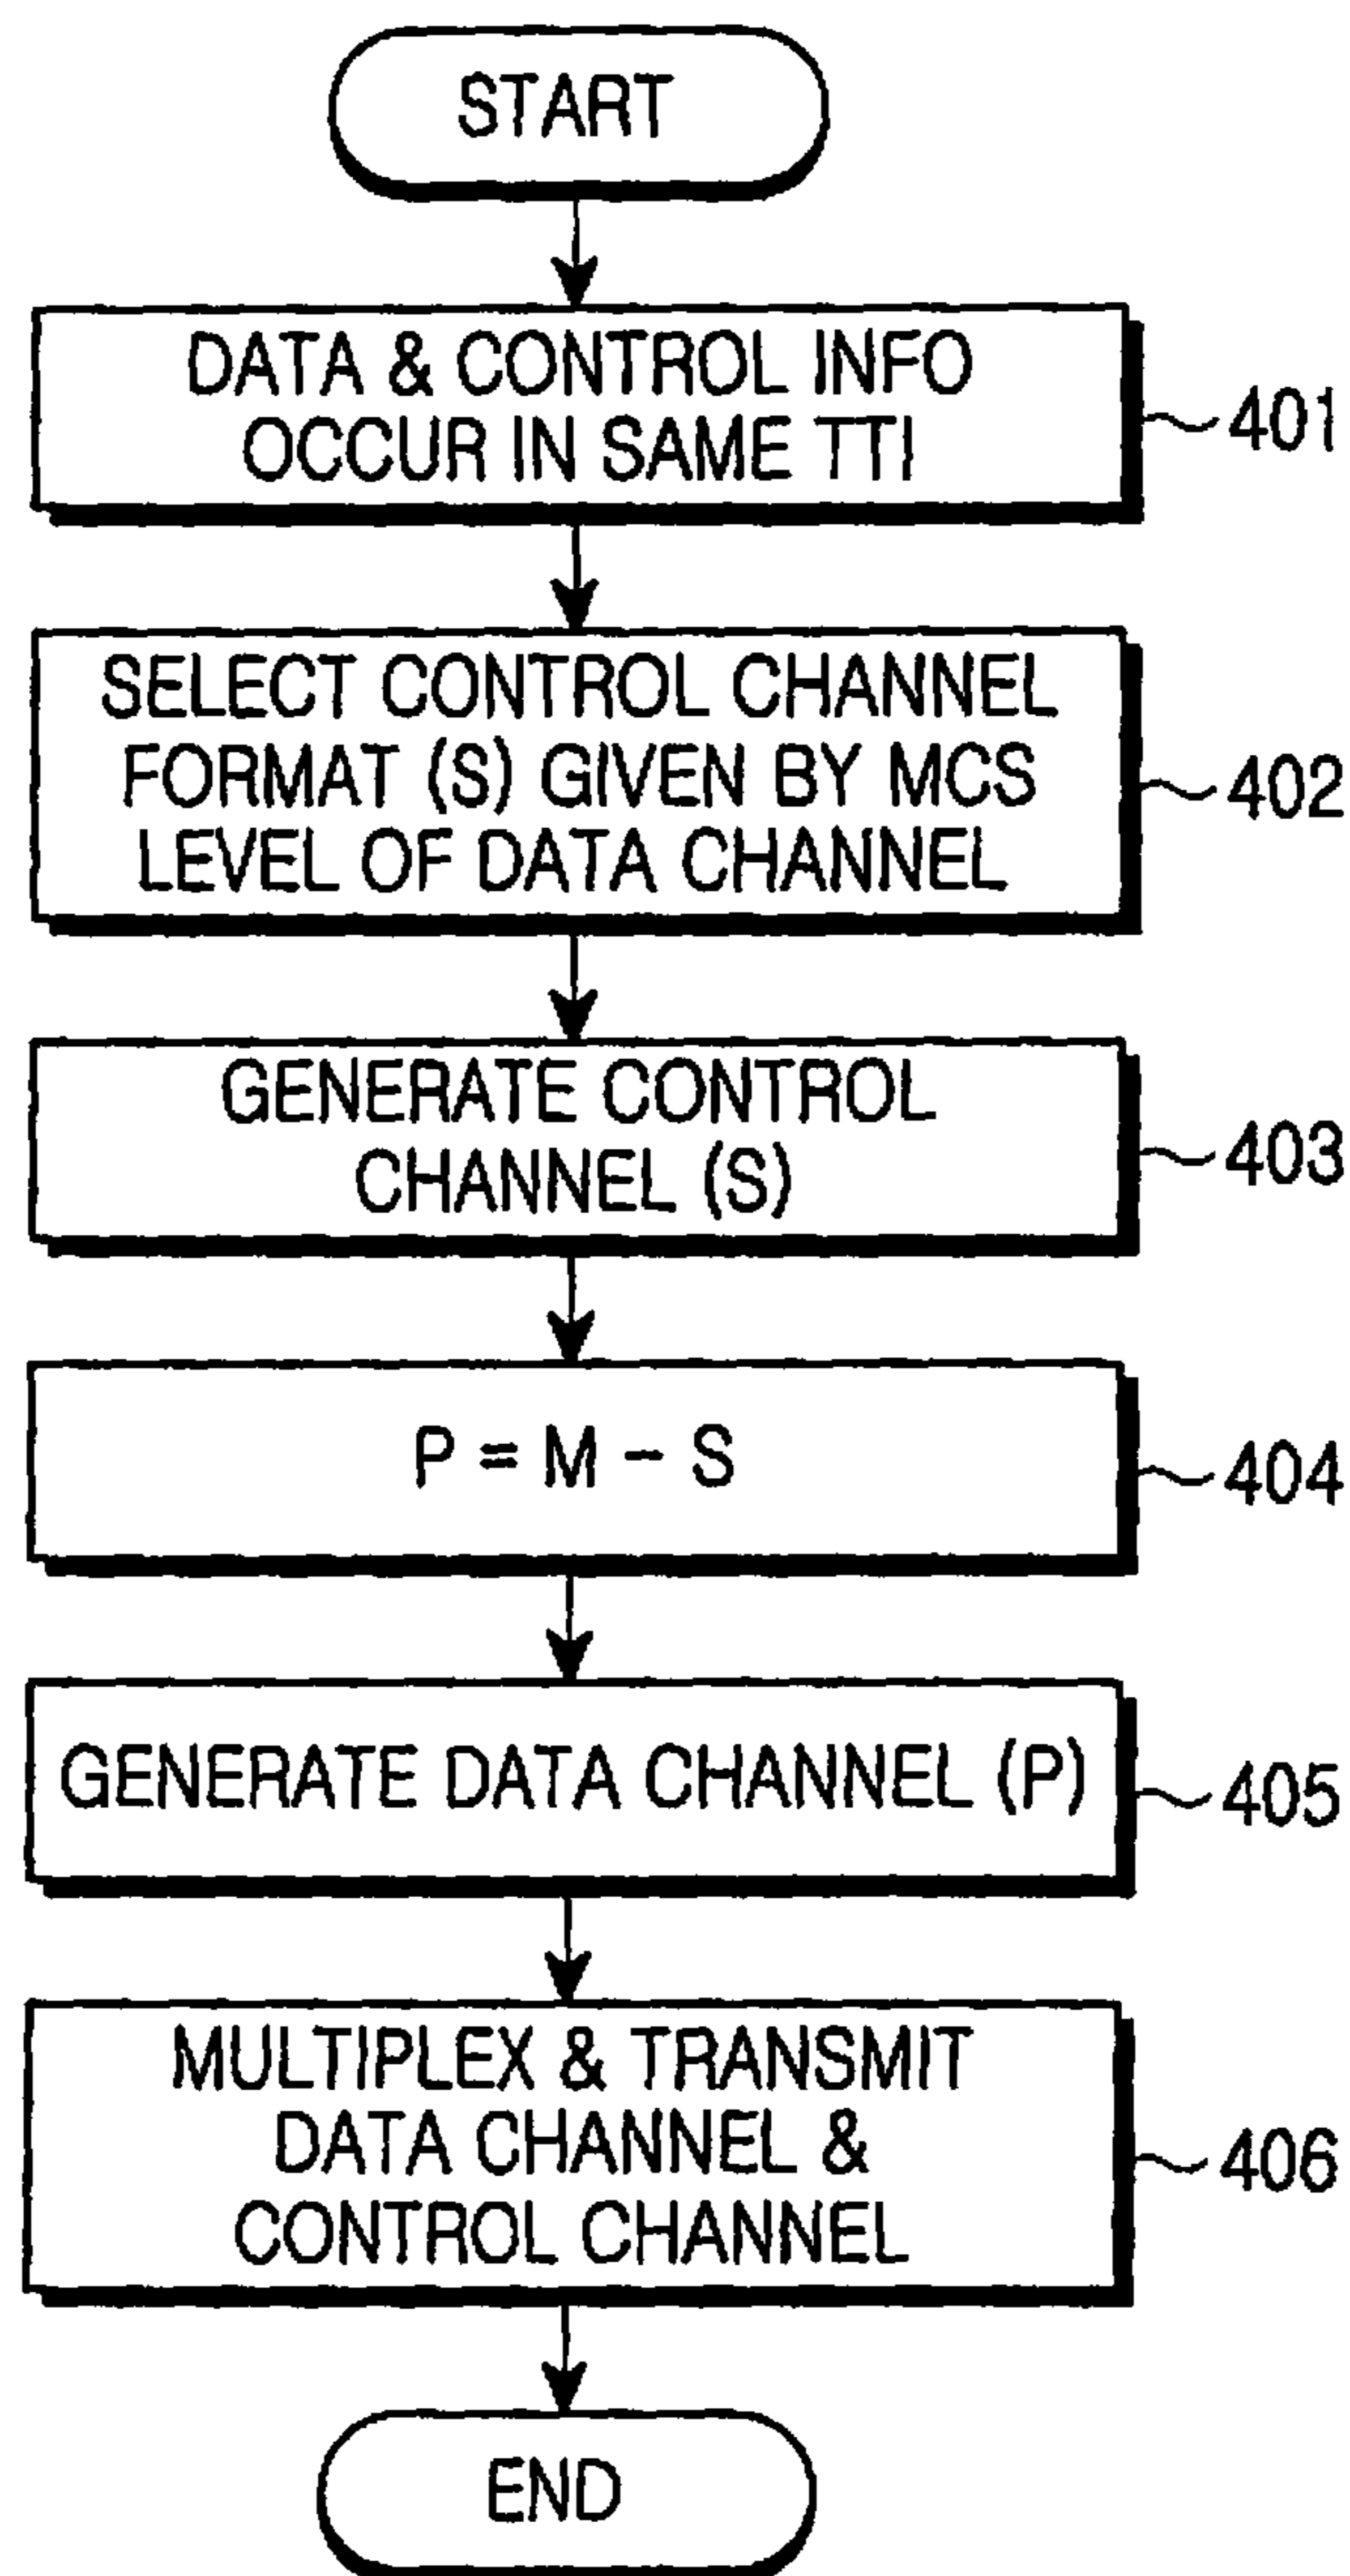 START
DATA & CONTROL INFO
OCCUR IN SAME TTI
401
SELECT CONTROL CHANNEL
FORMAT (S) GIVEN BY MCS
LEVEL OF DATA CHANNEL
402
GENERATE CONTROL
CHANNEL (S)
403
P = M - S
404
GENERATE DATA CHANNEL (P)
405
MULTIPLEX & TRANSMIT
DATA CHANNEL &
CONTROL CHANNEL
406
END